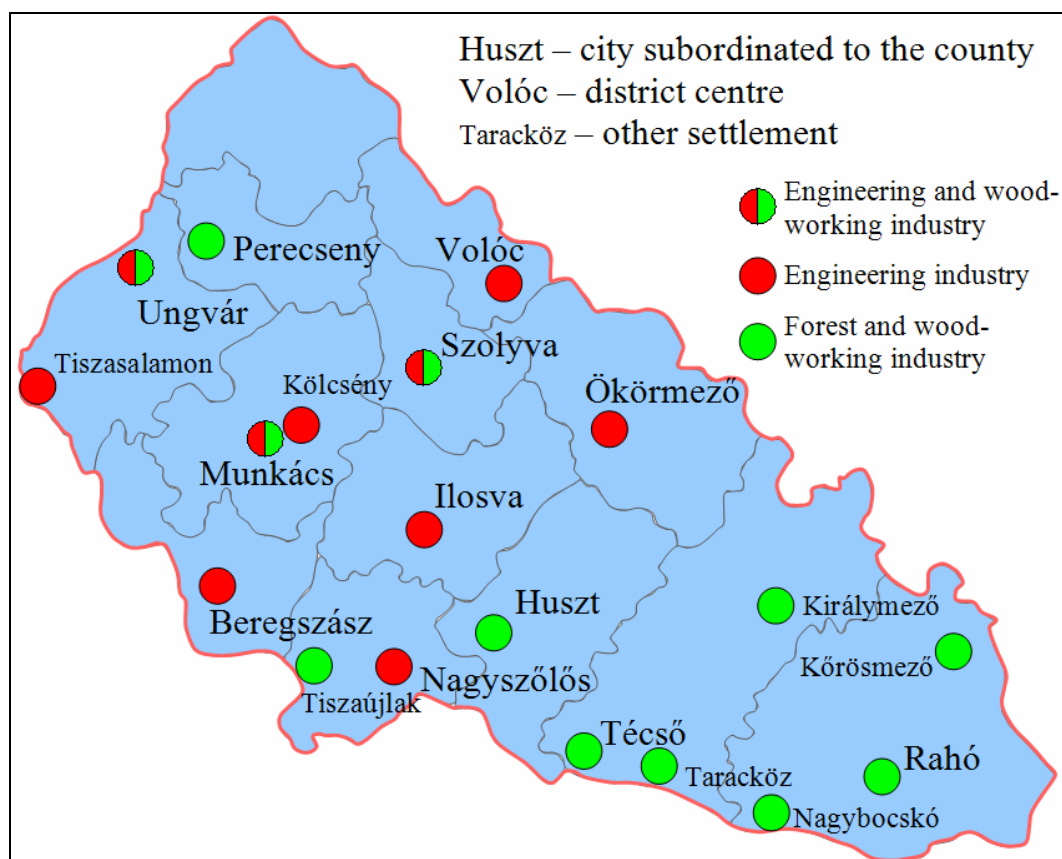 Huszt – city subordinated to the county
Volóc – district centre
Taracköz – other settlement
Engineering and wood-
working industry
Engineering industry
Forest and wood-
working industry
Perecseny
Volóc
Ungvár
Szolyva
Tiszasalamon
Kölcsény
Ökörmező
Munkács
Ilosva
Huszt
Királymező
Beregszász
Kőrösmező
Nagyszőlős
Tiszaújlak
Técső
Rahó
Taracköz
Nagybocskó